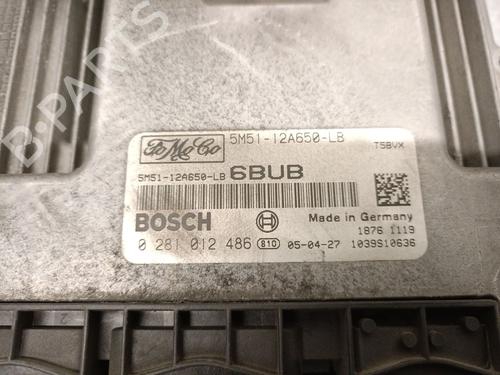 FoMoCo 5M51-12A650-LB
T5BVX
5M51-12A650-LB 6BUB
BOSCH Made in Germany
1876 1119
0 281 012 486 810 05-04-27 1039S10636